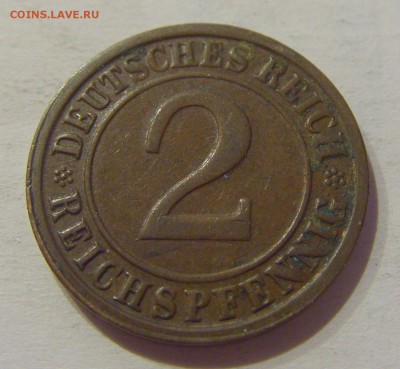 COINS.LAVE.RU
DEUTSCHES REICH
2
REICHSPFENNIG